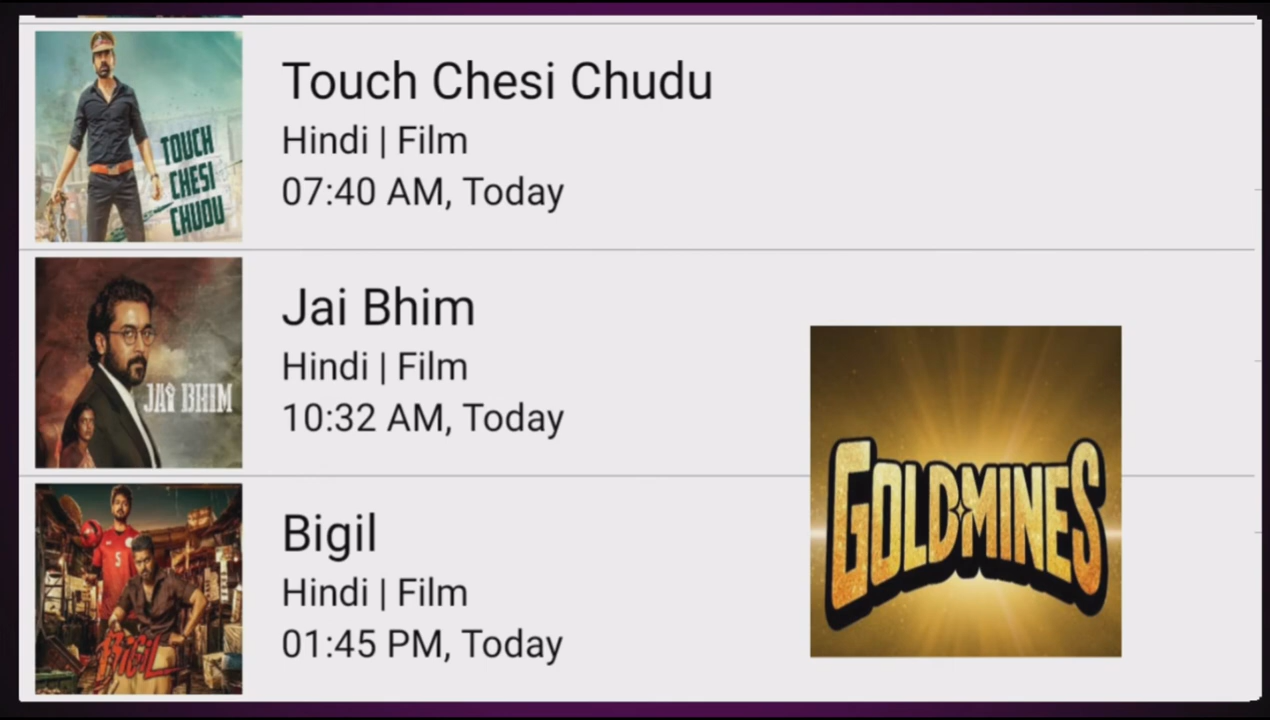 TOUCH
CHESI
CHUDU
Touch Chesi Chudu
Hindi | Film
07:40 AM, Today
JAI BHIM
Jai Bhim
Hindi | Film
10:32 AM, Today
5
பிகில்
Bigil
Hindi | Film
01:45 PM, Today
GOLDMINES